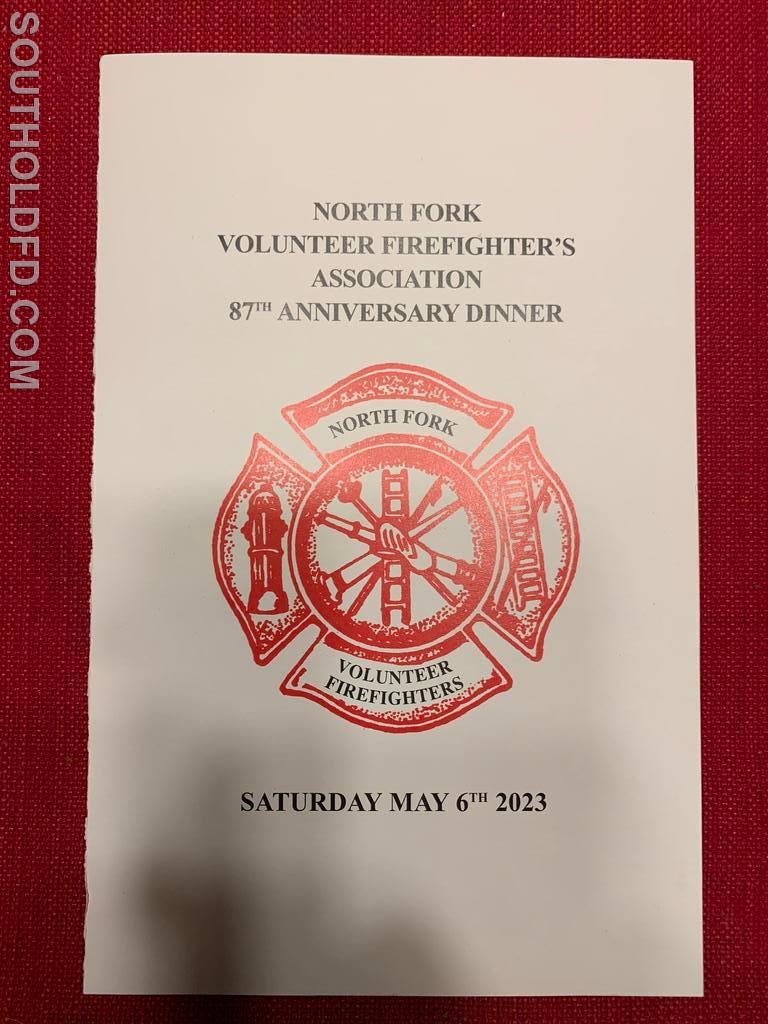 SOUTHOLDFD.COM
NORTH FORK
VOLUNTEER FIREFIGHTER'S
ASSOCIATION
87TH ANNIVERSARY DINNER
NORTH FORK
VOLUNTEER
FIREFIGHTERS
SATURDAY MAY 6TH 2023